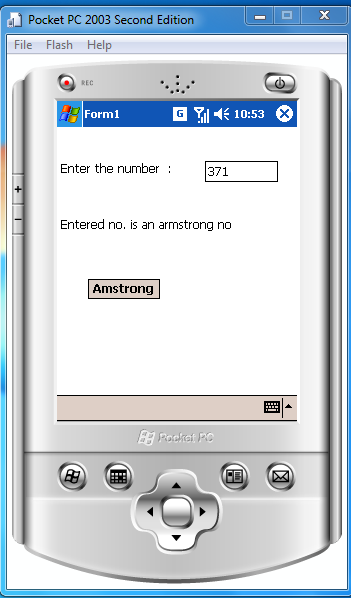 Pocket PC 2003 Second Edition
File Flash Help
REC
Form1 G 10:53
Enter the number :
371
Entered no. is an armstrong no
Amstrong
Pocket PC